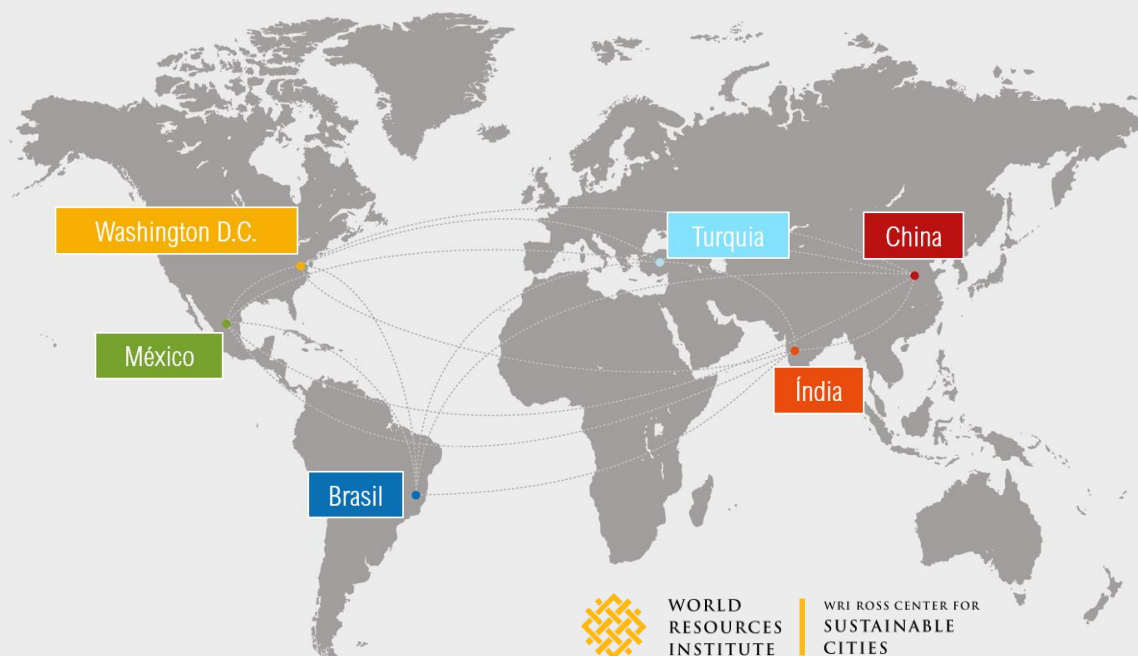 Washington D.C.
Turquia
China
México
Índia
Brasil
WORLD
RESOURCES
INSTITUTE
WRI ROSS CENTER FOR
SUSTAINABLE
CITIES